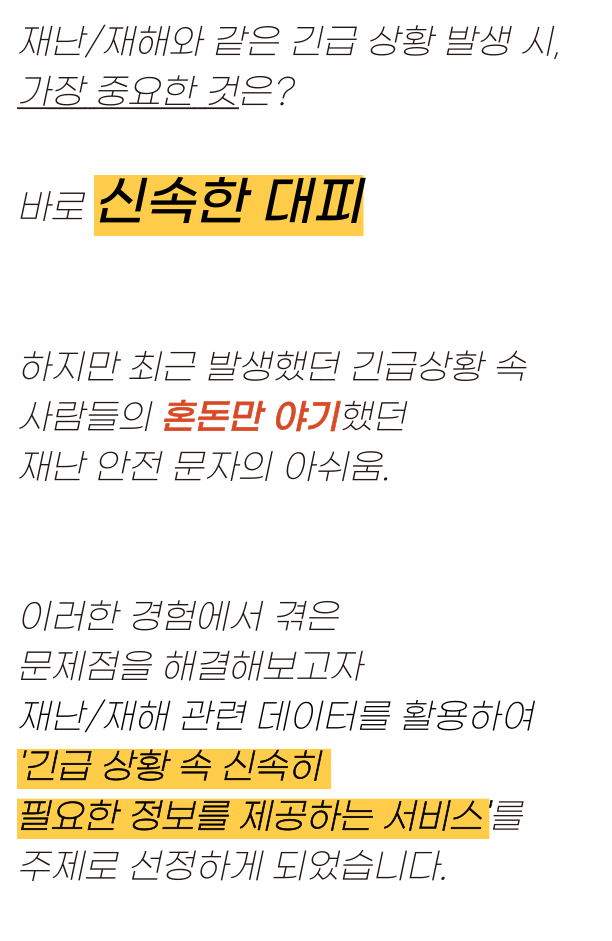 재난/재해와 같은 긴급 상황 발생 시,
가장 중요한 것은?
바로 신속한 대피
하지만 최근 발생했던 긴급상황 속
사람들의 혼돈만 야기했던
재난 안전 문자의 아쉬움.
이러한 경험에서 겪은
문제점을 해결해보고자
재난/재해 관련 데이터를 활용하여
'긴급 상황 속 신속히
필요한 정보를 제공하는 서비스'를
주제로 선정하게 되었습니다.